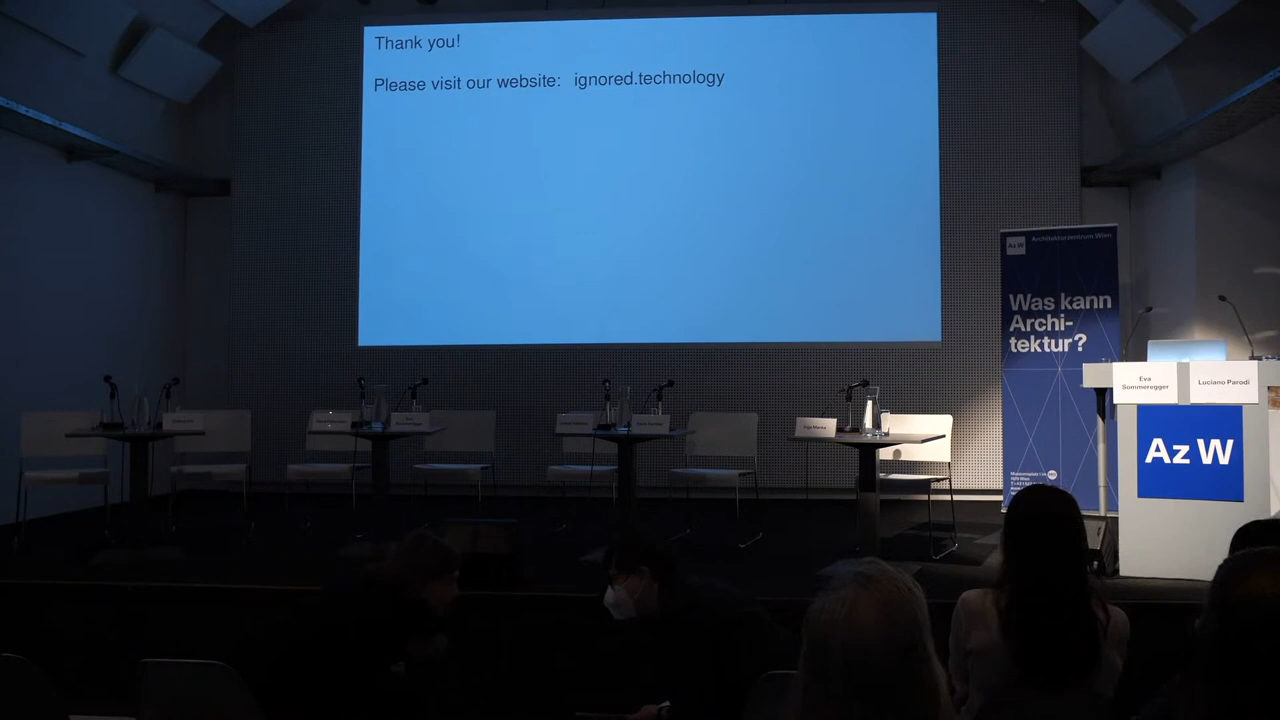 Thank you!
Please visit our website: ignored.technology
Az W
Architekturzentrum Wien
Was kann
Archi-
tektur?
Eva
Sommeregger
Luciano Parodi
Az W